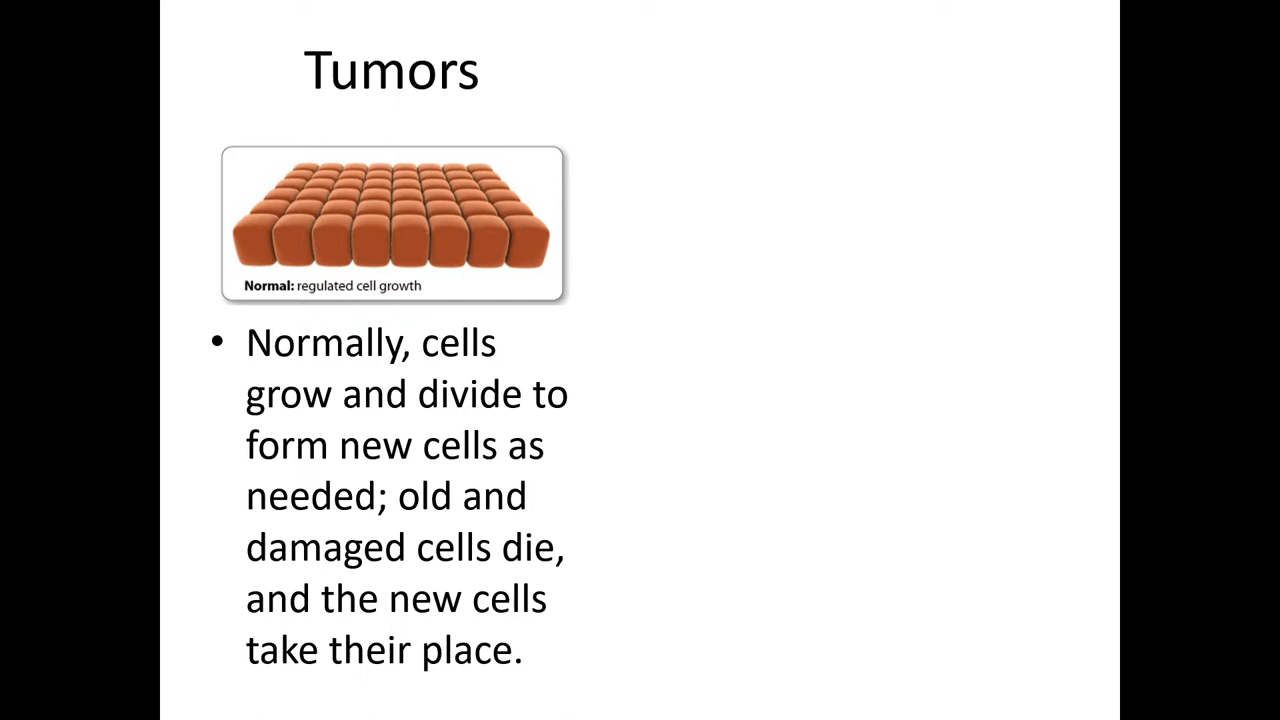 Tumors
Normal: regulated cell growth
• Normally, cells
grow and divide to
form new cells as
needed; old and
damaged cells die,
and the new cells
take their place.